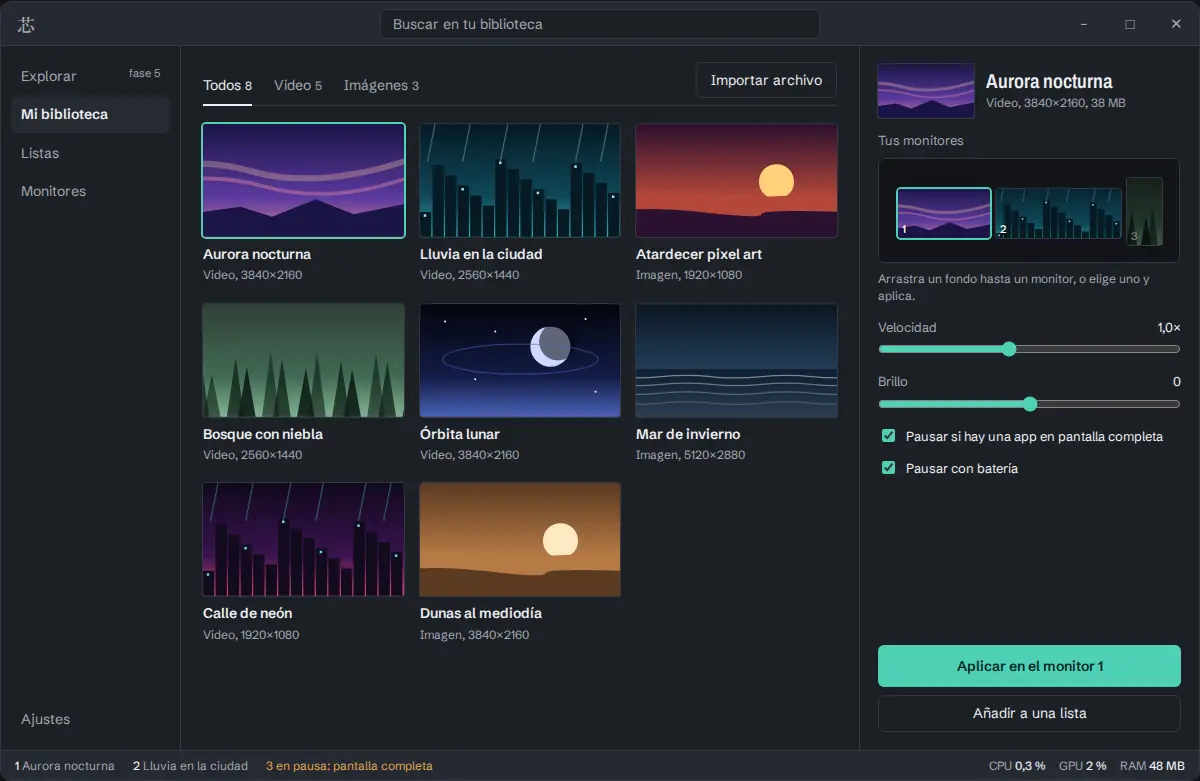 芯
Buscar en tu biblioteca
Explorar
fase 5
Mi biblioteca
Listas
Monitores
Ajustes
Todos 8
Video 5
Imágenes 3
Importar archivo
Aurora nocturna
Video, 3840×2160
Lluvia en la ciudad
Video, 2560×1440
Atardecer pixel art
Imagen, 1920×1080
Bosque con niebla
Video, 2560×1440
Órbita lunar
Video, 3840×2160
Mar de invierno
Imagen, 5120×2880
Calle de neón
Video, 1920×1080
Dunas al mediodía
Imagen, 3840×2160
Aurora nocturna
Video, 3840×2160, 38 MB
Tus monitores
1
2
3
Arrastra un fondo hasta un monitor, o elige uno y
aplica.
Velocidad
1,0×
Brillo
0
Pausar si hay una app en pantalla completa
Pausar con batería
Aplicar en el monitor 1
Añadir a una lista
1 Aurora nocturna
2 Lluvia en la ciudad
3 en pausa: pantalla completa
CPU 0,3 %
GPU 2 %
RAM 48 MB